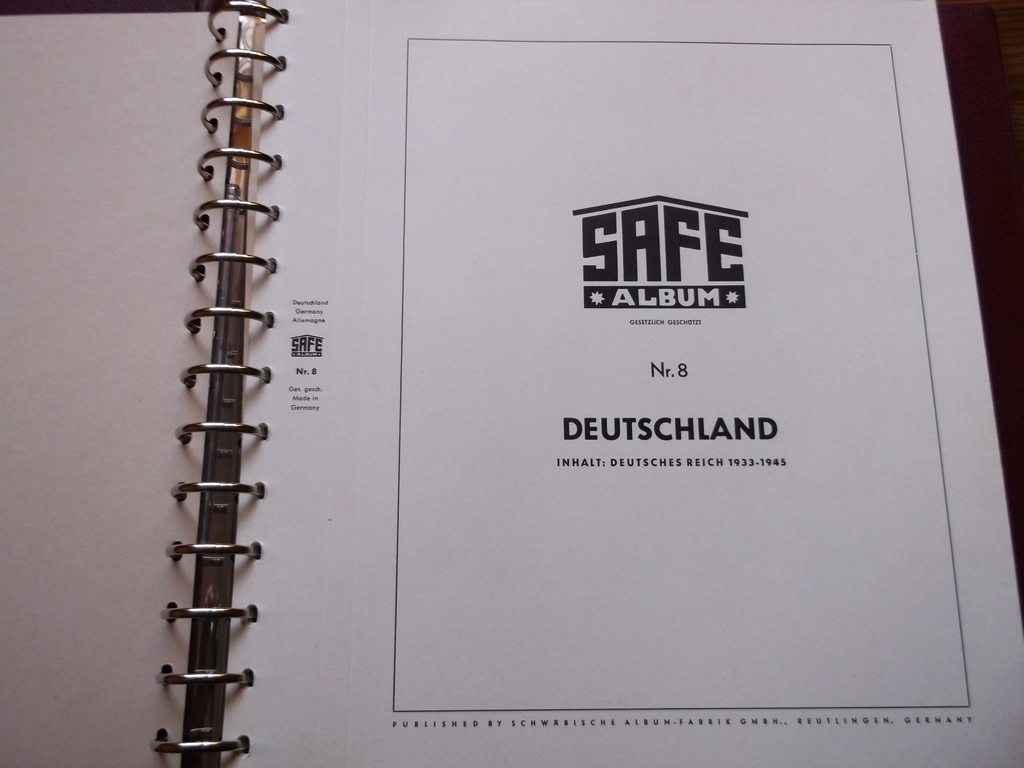 Deutschland
Germany
Allemagne
SAFE
ALBUM
Nr. 8
Ges. gesch.
Made in
Germany
SAFE
ALBUM
GESETZLICH GESCHÜTZT
Nr. 8
DEUTSCHLAND
INHALT: DEUTSCHES REICH 1933-1945
PUBLISHED BY SCHWÄBISCHE ALBUM-FABRIK GMBH., REUTLINGEN, GERMANY